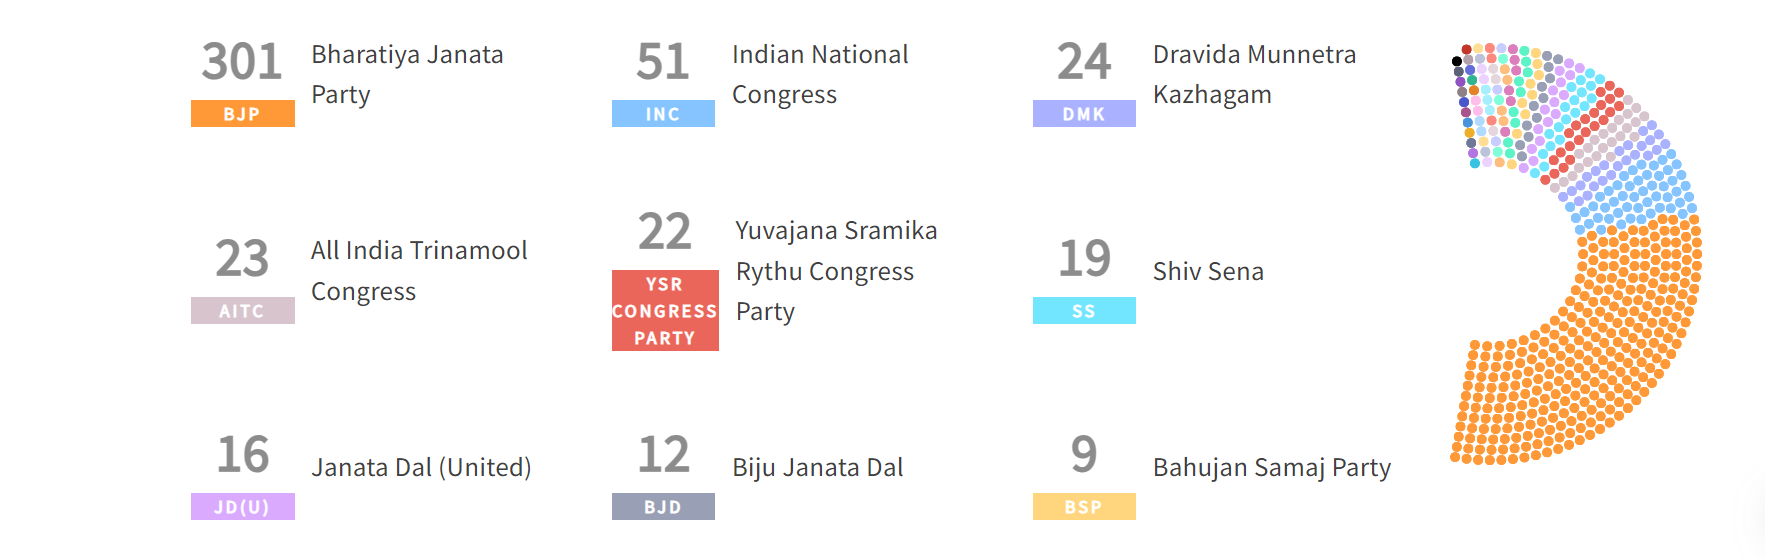 301
BJP
Bharatiya Janata
Party
51
INC
Indian National
Congress
24
DMK
Dravida Munnetra
Kazhagam
23
AITC
All India Trinamool
Congress
22
YSR
CONGRESS
PARTY
Yuvajana Sramika
Rythu Congress
Party
19
SS
Shiv Sena
16
JD(U)
Janata Dal (United)
12
BJD
Biju Janata Dal
9
BSP
Bahujan Samaj Party